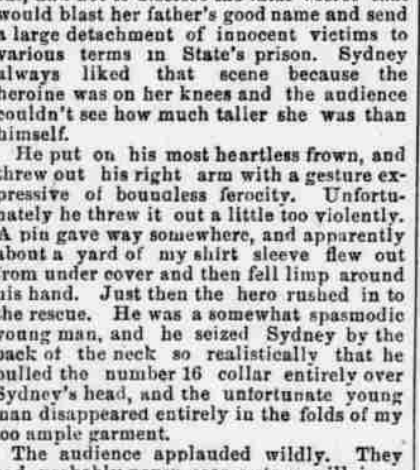 would blast her father's good name and send
a large detachment of innocent victims to
various terms in State's prison. Sydney
always liked that scene because the
heroine was on her knees and the audience
couldn't see how much taller she was than
himself.
He put on his most heartless frown, and
threw out his right arm with a gesture ex-
pressive of boundless ferocity. Unfortu-
nately he threw it out a little too violently.
A pin gave way somewhere, and apparently
about a yard of my shirt sleeve flew out
from under cover and then fell limp around
his hand. Just then the hero rushed in to
the rescue. He was a somewhat spasmodic
young man, and he seized Sydney by the
back of the neck so realistically that he
pulled the number 16 collar entirely over
Sydney's head, and the unfortunate young
man disappeared entirely in the folds of my
too ample garment.
The audience applauded wildly. They